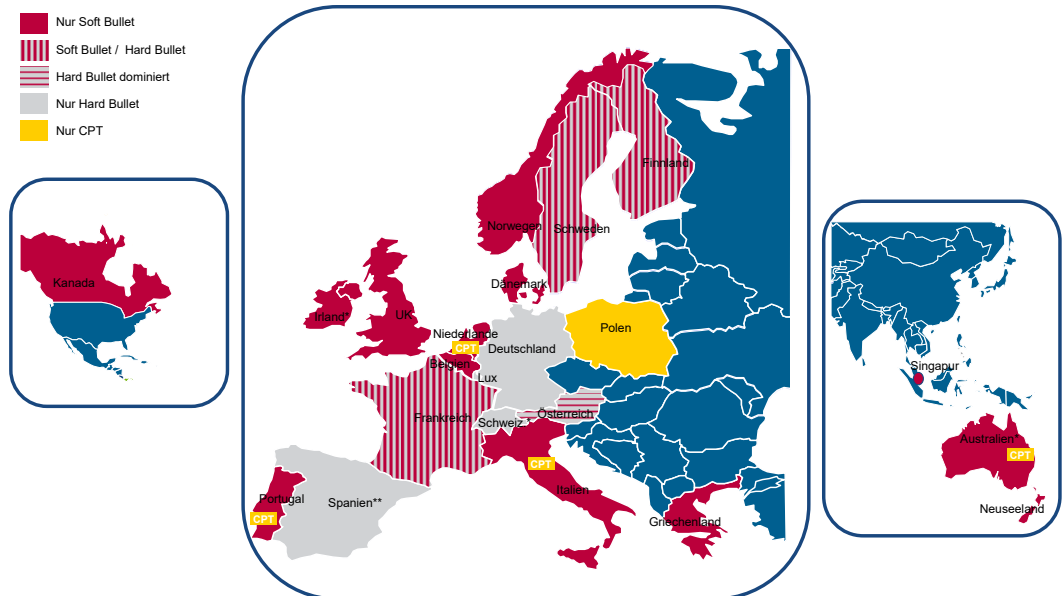 Nur Soft Bullet
Soft Bullet / Hard Bullet
Hard Bullet dominiert
Nur Hard Bullet
Nur CPT
Kanada
Finnland
Norwegen
Schweden
Dänemark
Irland*
UK
Niederlande
CPT
Belgien
Deutschland
Polen
Lux
Frankreich
Schweiz.*
Österreich
CPT
Italien
Portugal
CPT
Spanien**
Griechenland
Singapur
Australien*
CPT
Neuseeland